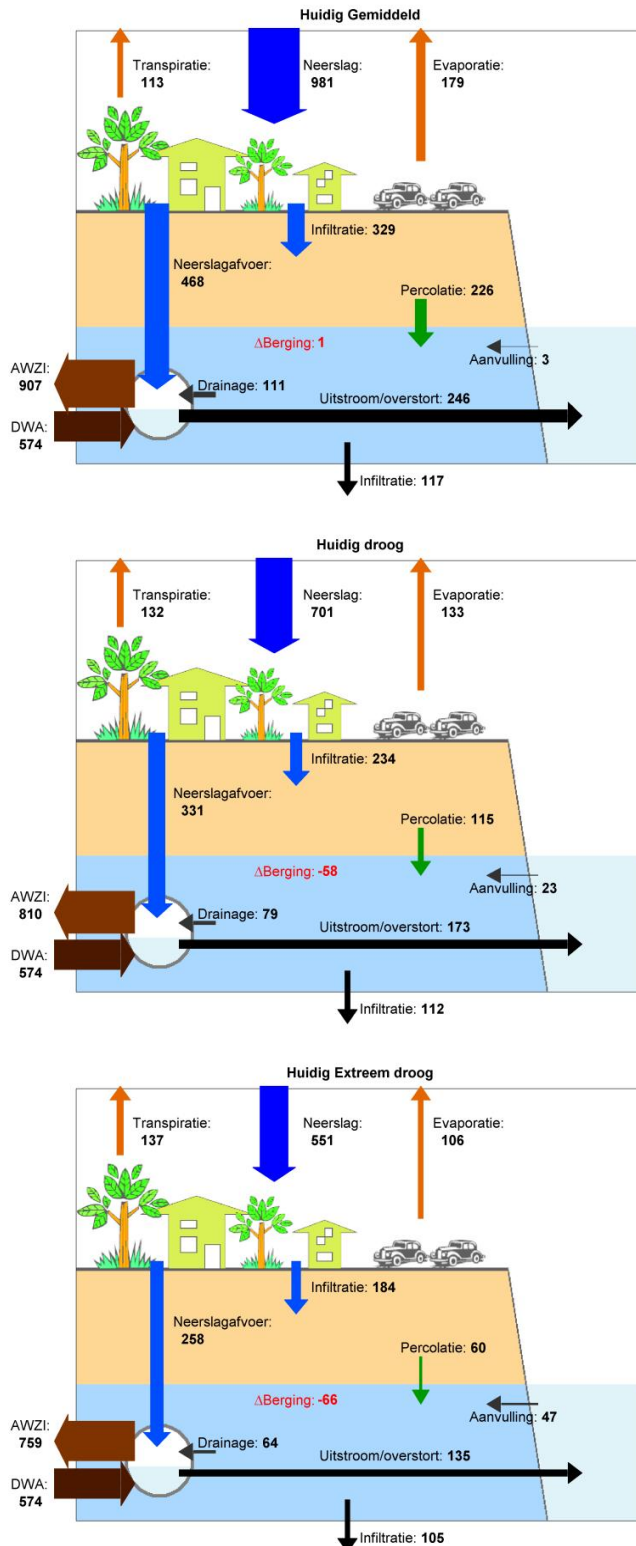 Huidig Gemiddeld
Transpiratie:
113
Neerslag:
981
Evaporatie:
179
Infiltratie: 329
Neerslagafvoer:
468
Percolatie: 226
ΔBerging: 1
Aanvulling: 3
AWZI:
907
Drainage: 111
Uitstroom/overstort: 246
DWA:
574
Infiltratie: 117
Huidig droog
Transpiratie:
132
Neerslag:
701
Evaporatie:
133
Infiltratie: 234
Neerslagafvoer:
331
Percolatie: 115
ΔBerging: -58
Aanvulling: 23
AWZI:
810
Drainage: 79
Uitstroom/overstort: 173
DWA:
574
Infiltratie: 112
Huidig Extreem droog
Transpiratie:
137
Neerslag:
551
Evaporatie:
106
Infiltratie: 184
Neerslagafvoer:
258
Percolatie: 60
ΔBerging: -66
Aanvulling: 47
AWZI:
759
Drainage: 64
Uitstroom/overstort: 135
DWA:
574
Infiltratie: 105